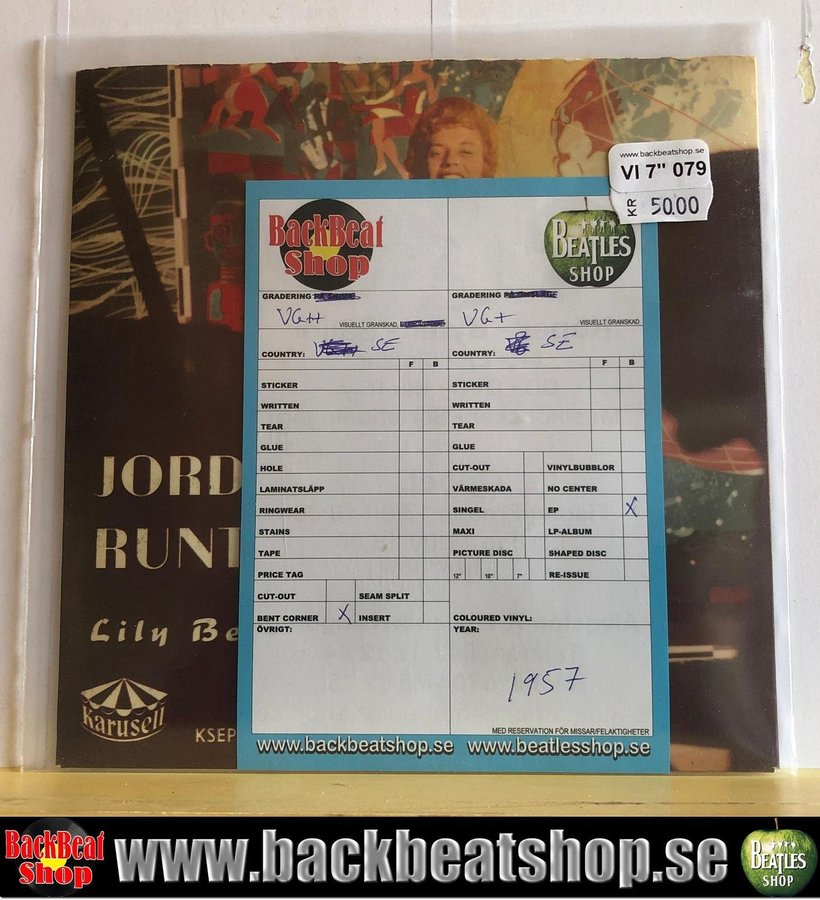 www.backbeatshop.se
VI 7" 079
KR 50.00
BackBeat Shop
BEATLES SHOP
GRADERING GRADERING
VG++ VISUELLT GRANSKAD, VG+ VISUELLT GRANSKAD
COUNTRY: SE COUNTRY: SE
F B F B
STICKER STICKER
WRITTEN WRITTEN
TEAR TEAR
GLUE GLUE
HOLE CUT-OUT VINYLBUBBLOR
LAMINATSLÄPP VÄRMESKADA NO CENTER
RINGWEAR SINGEL EP X
STAINS MAXI LP-ALBUM
TAPE PICTURE DISC SHAPED DISC
PRICE TAG 12" 10" 7" RE-ISSUE
CUT-OUT SEAM SPLIT
BENT CORNER X INSERT COLOURED VINYL:
ÖVRIGT: YEAR:
1957
MED RESERVATION FÖR MISSAR/FELAKTIGHETER
www.backbeatshop.se www.beatlesshop.se
JORD
RUNT
Lily Be
Karusell
KSEP
BackBeat Shop www.backbeatshop.se BEATLES SHOP